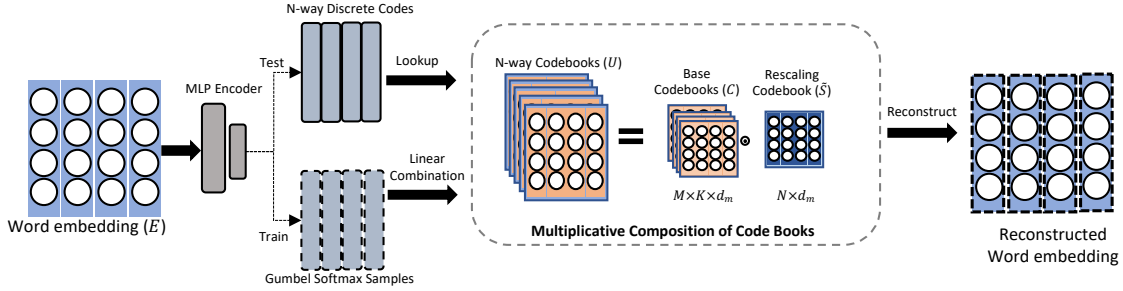 N-way Discrete Codes
Test
Lookup
MLP Encoder
N-way Codebooks (U)
Base
Codebooks (C)
Rescaling
Codebook (S̃)
Reconstruct
Linear
Combination
M×K×d_m
N×d_m
Word embedding (E)
Train
Multiplicative Composition of Code Books
Gumbel Softmax Samples
Reconstructed
Word embedding